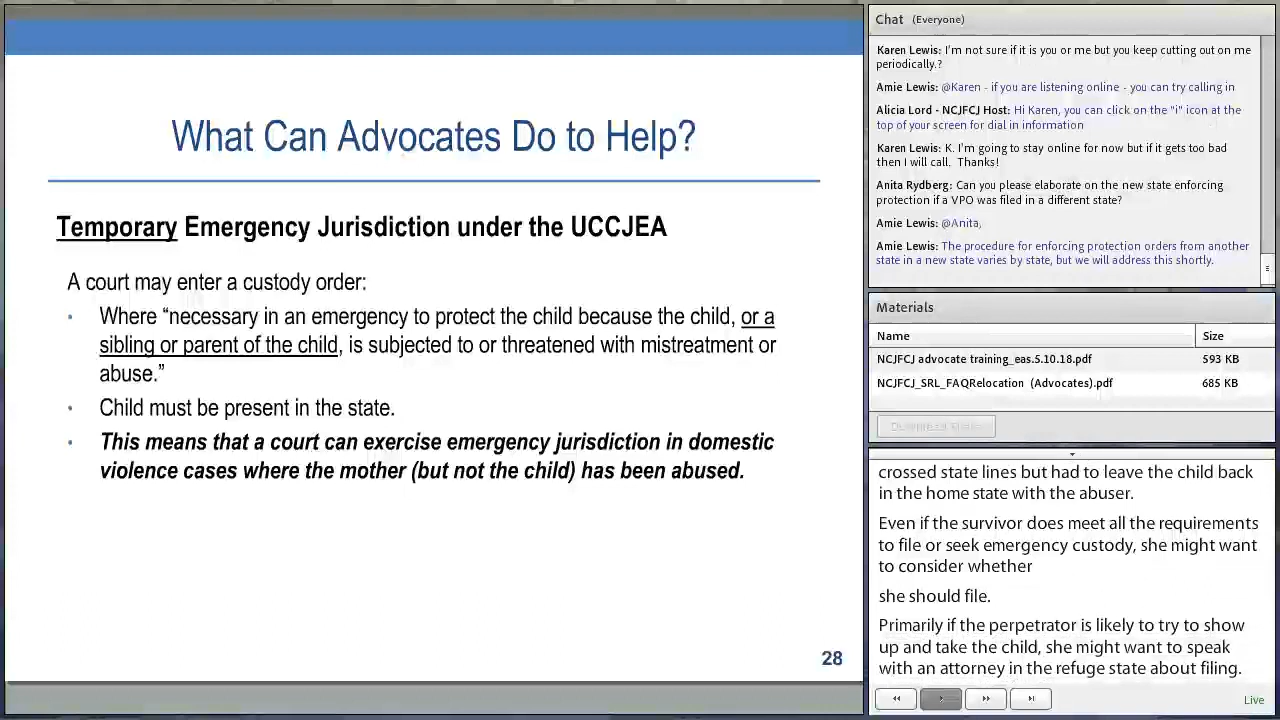 What Can Advocates Do to Help?
Temporary Emergency Jurisdiction under the UCCJEA
A court may enter a custody order:
• Where “necessary in an emergency to protect the child because the child, or a
sibling or parent of the child, is subjected to or threatened with mistreatment or
abuse.”
• Child must be present in the state.
• This means that a court can exercise emergency jurisdiction in domestic
violence cases where the mother (but not the child) has been abused.
28
Chat (Everyone)
Karen Lewis: I'm not sure if it is you or me but you keep cutting out on me
periodically.?
Amie Lewis: @Karen - if you are listening online - you can try calling in
Alicia Lord - NCJFCJ Host: Hi Karen, you can click on the "i" icon at the
top of your screen for dial in information
Karen Lewis: K. I'm going to stay online for now but if it gets too bad
then I will call. Thanks!
Anita Rydberg: Can you please elaborate on the new state enforcing
protection if a VPO was filed in a different state?
Amie Lewis: @Anita,
Amie Lewis: The procedure for enforcing protection orders from another
state in a new state varies by state, but we will address this shortly.
Materials
Name Size
NCJFCJ advocate training_eas.5.10.18.pdf 593 KB
NCJFCJ_SRL_FAQRelocation (Advocates).pdf 685 KB
crossed state lines but had to leave the child back
in the home state with the abuser.
Even if the survivor does meet all the requirements
to file or seek emergency custody, she might want
to consider whether
she should file.
Primarily if the perpetrator is likely to try to show
up and take the child, she might want to speak
with an attorney in the refuge state about filing.
Live